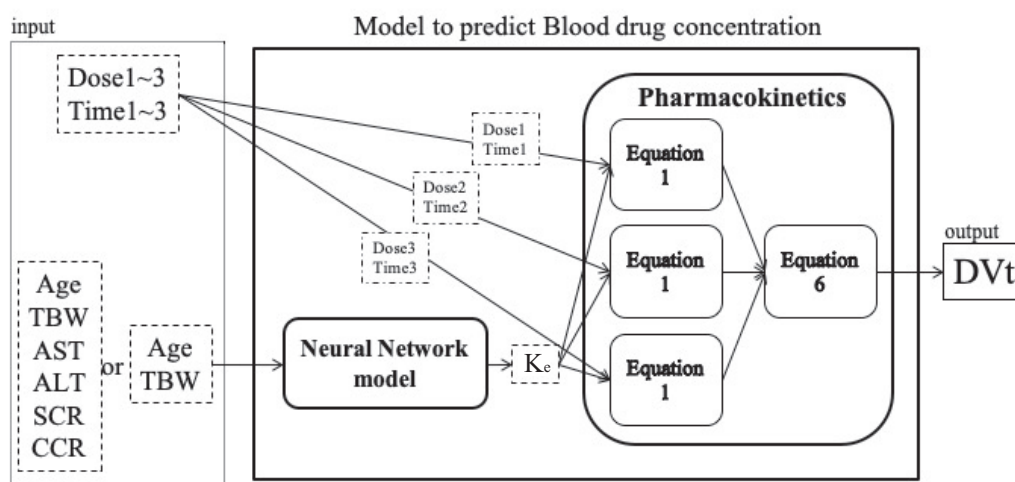 input
Model to predict Blood drug concentration
Dose1~3
Time1~3
Pharmacokinetics
Dose1
Time1
Equation
1
Dose2
Time2
Dose3
Time3
Equation
1
Equation
6
output
DVt
Age
TBW
AST
ALT
SCR
CCR
or
Age
TBW
Neural Network
model
Ke
Equation
1